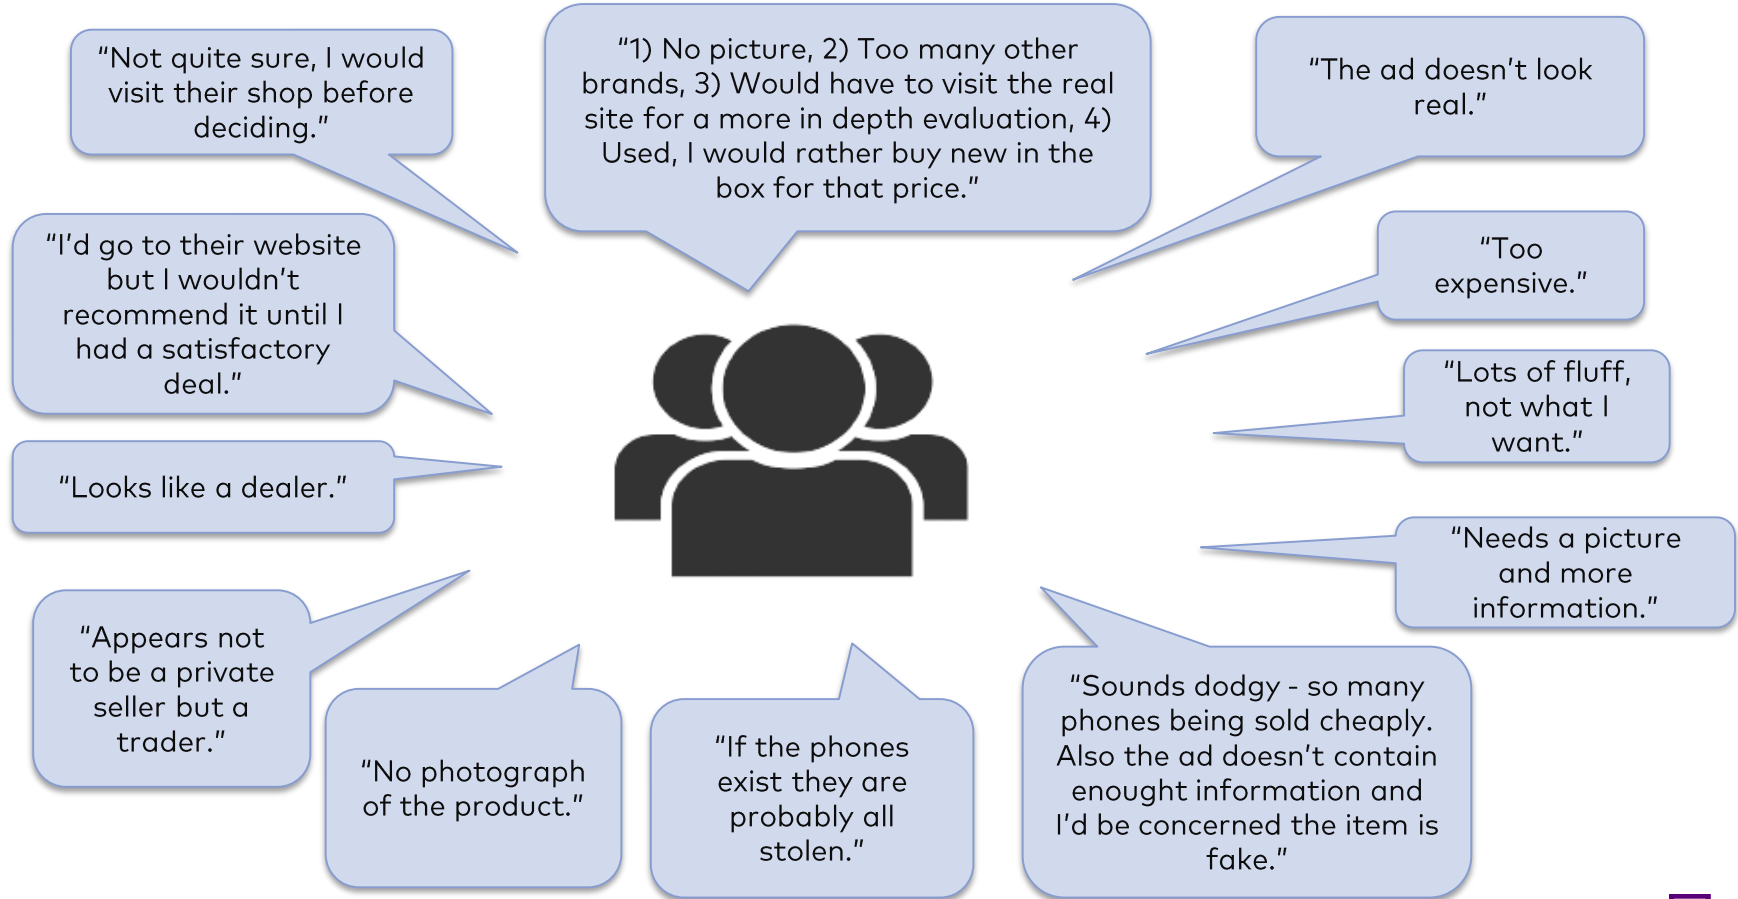 “Not quite sure, I would
visit their shop before
deciding.”
“1) No picture, 2) Too many other
brands, 3) Would have to visit the real
site for a more in depth evaluation, 4)
Used, I would rather buy new in the
box for that price.”
“The ad doesn’t look
real.”
“I’d go to their website
but I wouldn’t
recommend it until I
had a satisfactory
deal.”
“Too
expensive.”
“Lots of fluff,
not what I
want.”
“Looks like a dealer.”
“Needs a picture
and more
information.”
“Appears not
to be a private
seller but a
trader.”
“No photograph
of the product.”
“If the phones
exist they are
probably all
stolen.”
“Sounds dodgy - so many
phones being sold cheaply.
Also the ad doesn’t contain
enought information and
I’d be concerned the item is
fake.”